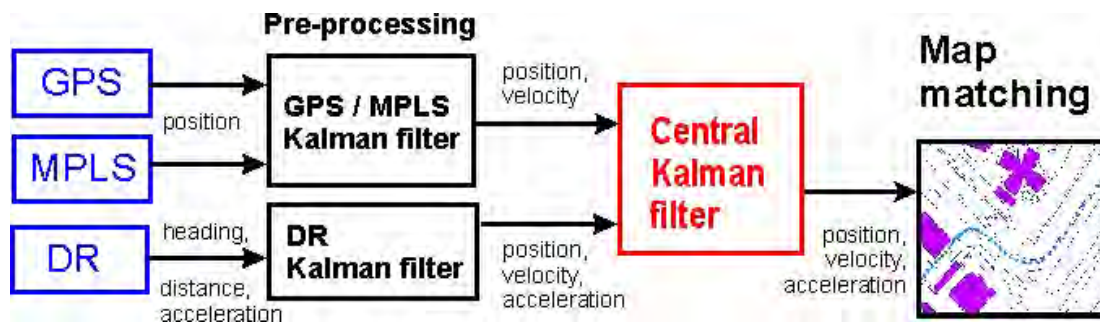 Pre-processing
GPS
position
MPLS
DR
heading,
distance,
acceleration
GPS / MPLS
Kalman filter
DR
Kalman filter
position,
velocity
position,
velocity,
acceleration
Central
Kalman
filter
position,
velocity,
acceleration
Map
matching